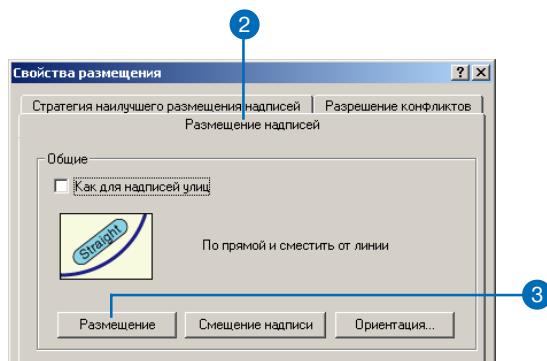 2
Свойства размещения
Стратегия наилучшего размещения надписей Разрешение конфликтов
Размещение надписей
Общие
Как для надписей улиц
Straight
По прямой и сместить от линии
3
Размещение Смещение надписи Ориентация...